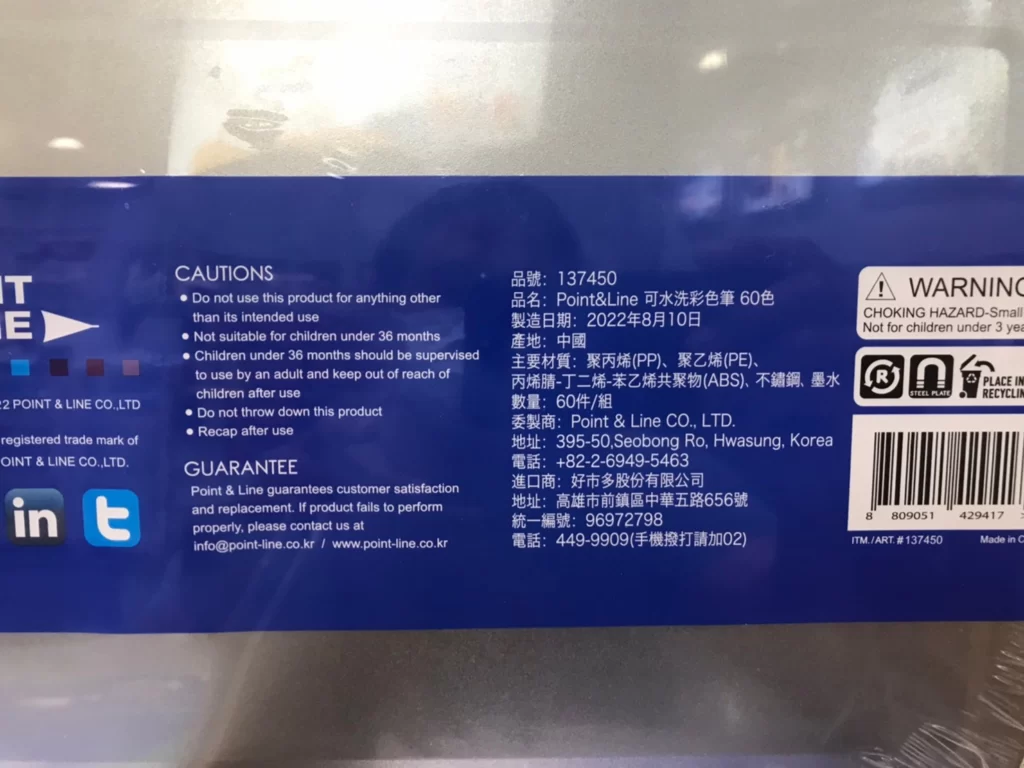 CAUTIONS
● Do not use this product for anything other
than its intended use
● Not suitable for children under 36 months
● Children under 36 months should be supervised
to use by an adult and keep out of reach of
children after use
● Do not throw down this product
● Recap after use
GUARANTEE
Point & Line guarantees customer satisfaction
and replacement. If product fails to perform
properly, please contact us at
info@point-line.co.kr / www.point-line.co.kr
POINT & LINE CO.,LTD
registered trade mark of
OINT & LINE CO.,LTD.
in
t
品號：137450
品名：Point&Line 可水洗彩色筆 60色
製造日期：2022年8月10日
產地：中國
主要材質：聚丙烯(PP)、聚乙烯(PE)、
丙烯腈-丁二烯-苯乙烯共聚物(ABS)、不鏽鋼、墨水
數量：60件/組
委製商：Point & Line CO., LTD.
地址：395-50,Seobong Ro, Hwasung, Korea
電話：+82-2-6949-5463
進口商：好市多股份有限公司
地址：高雄市前鎮區中華五路656號
統一編號：96972798
電話：449-9909(手機撥打請加02)
WARNING
CHOKING HAZARD-Small
Not for children under 3
R
STEEL PLATE
PLACE IN
8 809051 429417
ITM./ART. #137450
Made in